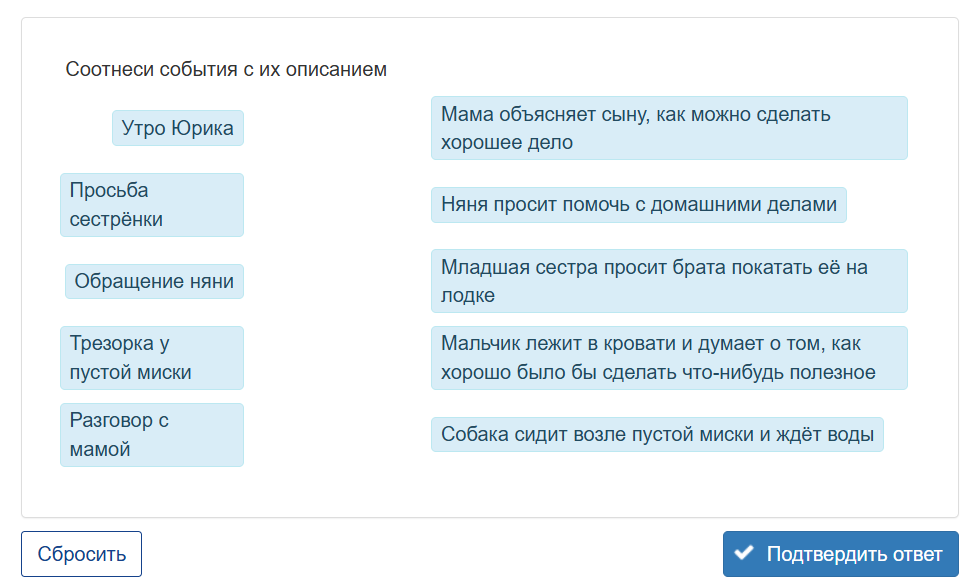 Соотнеси события с их описанием
Утро Юрика
Мама объясняет сыну, как можно сделать
хорошее дело
Просьба
сестрёнки
Няня просит помочь с домашними делами
Обращение няни
Младшая сестра просит брата покатать её на
лодке
Трезорка у
пустой миски
Мальчик лежит в кровати и думает о том, как
хорошо было бы сделать что-нибудь полезное
Разговор с
мамой
Собака сидит возле пустой миски и ждёт воды
Сбросить
Подтвердить ответ